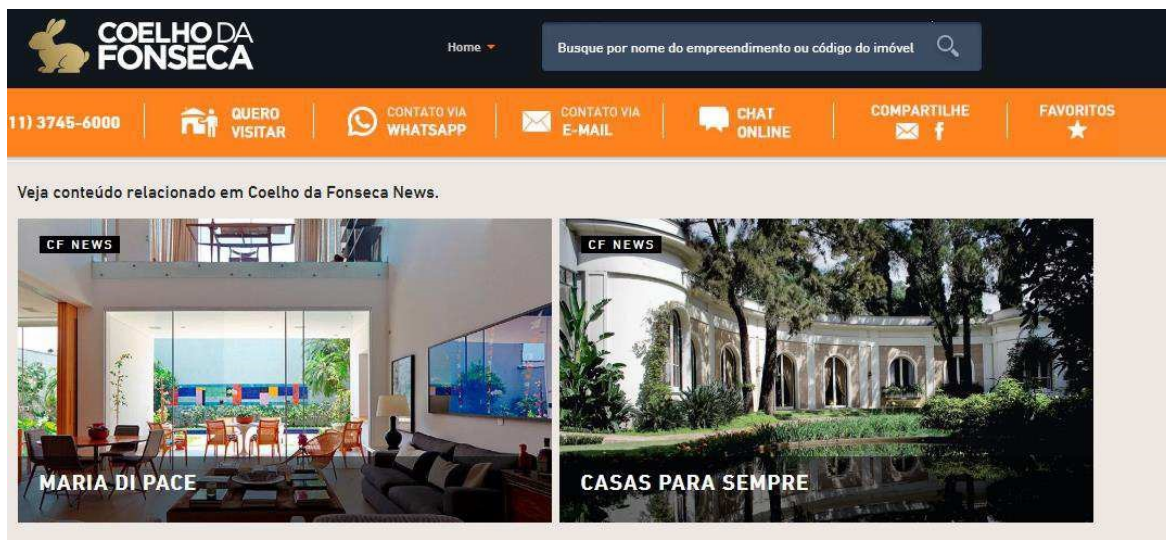 COELHO DA
FONSECA
Home
Busque por nome do empreendimento ou código do imóvel
11) 3745-6000
QUERO
VISITAR
CONTATO VIA
WHATSAPP
CONTATO VIA
E-MAIL
CHAT
ONLINE
COMPARTILHE
f
FAVORITOS
Veja conteúdo relacionado em Coelho da Fonseca News.
CF NEWS
MARIA DI PACE
CF NEWS
CASAS PARA SEMPRE